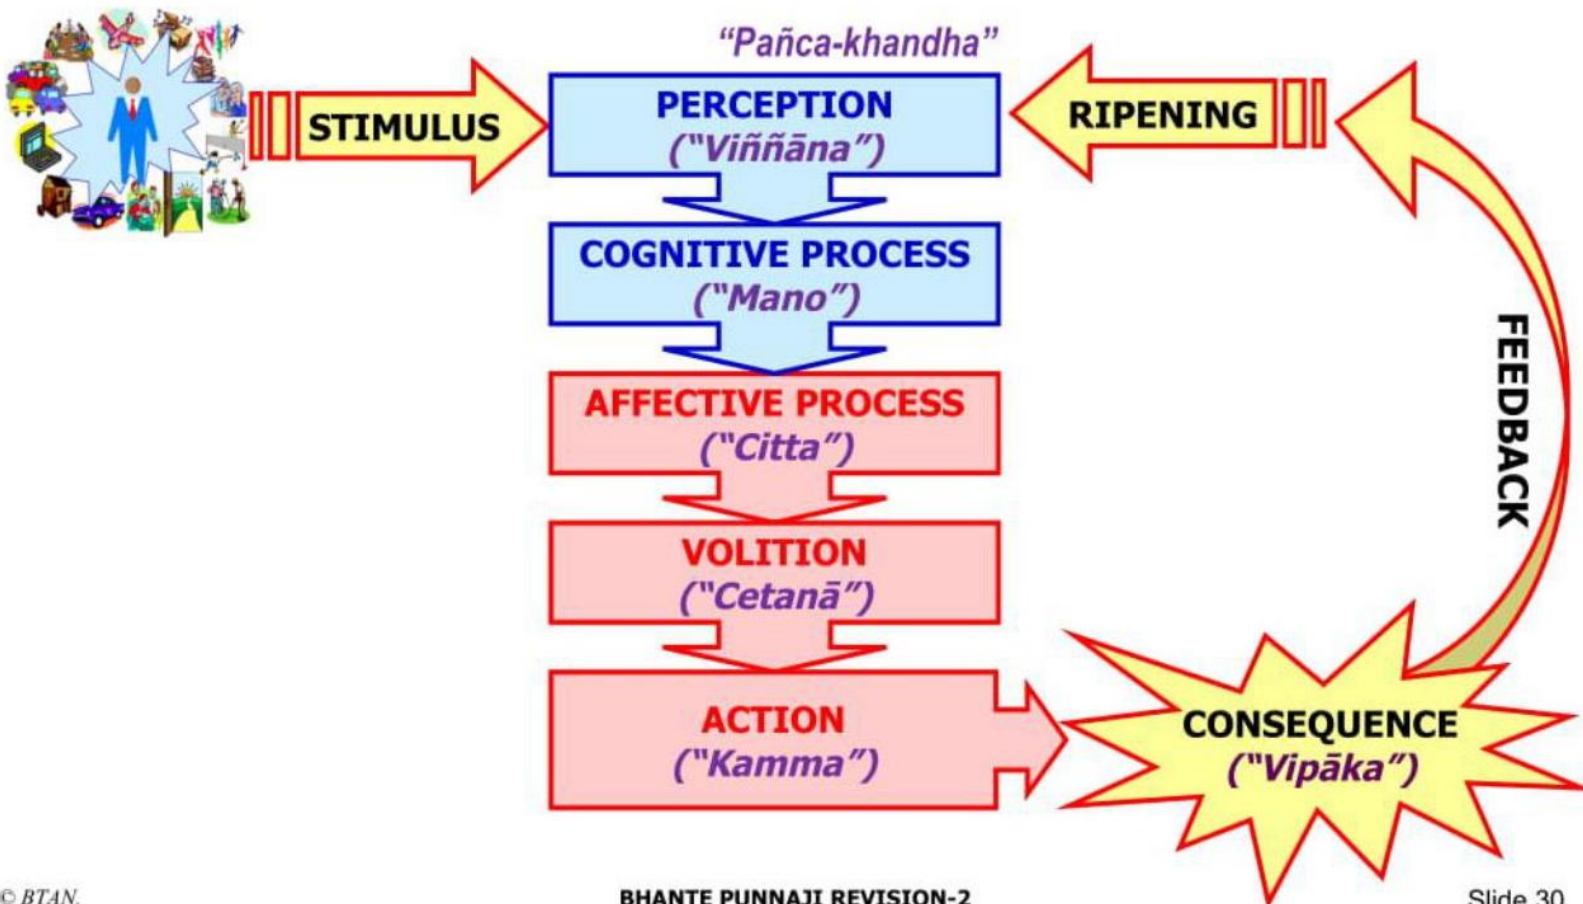 “Pañca-khandha”
STIMULUS
PERCEPTION
(“Viññāna”)
RIPENING
COGNITIVE PROCESS
(“Mano”)
AFFECTIVE PROCESS
(“Citta”)
VOLITION
(“Cetanā”)
ACTION
(“Kamma”)
CONSEQUENCE
(“Vipāka”)
FEEDBACK
© BTAN.
BHANTE PUNNAJI REVISION-2
Slide 30